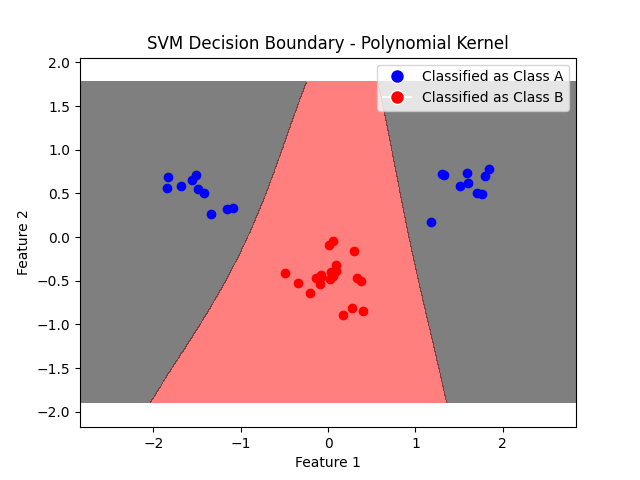 SVM Decision Boundary - Polynomial Kernel
Classified as Class A
Classified as Class B
2.0
1.5
1.0
0.5
0.0
−0.5
−1.0
−1.5
−2.0
Feature 2
−2
−1
0
1
2
Feature 1